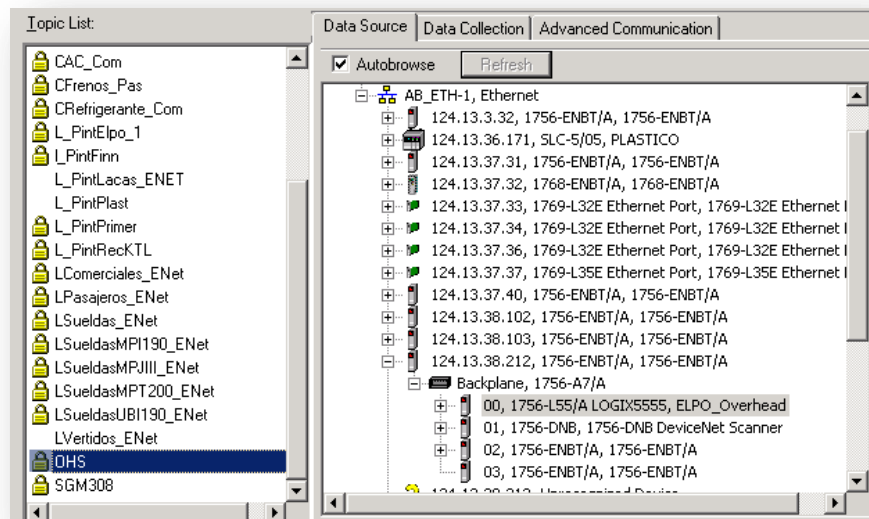 Topic List:
CAC_Com
CFrenos_Pas
CRefrigerante_Com
L_PintElpo_1
l_PintFinn
L_PintLacas_ENET
L_PintPlast
L_PintPrimer
L_PintRecKTL
LComerciales_ENet
LPasajeros_ENet
LSueldas_ENet
LSueldasMPI190_ENet
LSueldasMPJIII_ENet
LSueldasMPT200_ENet
LSueldasUBI190_ENet
LVertidos_ENet
OHS
SGM308
Data Source
Data Collection
Advanced Communication
Autobrowse
Refresh
AB_ETH-1, Ethernet
124.13.3.32, 1756-ENBT/A, 1756-ENBT/A
124.13.36.171, SLC-5/05, PLASTICO
124.13.37.31, 1756-ENBT/A, 1756-ENBT/A
124.13.37.32, 1768-ENBT/A, 1768-ENBT/A
124.13.37.33, 1769-L32E Ethernet Port, 1769-L32E Ethernet
124.13.37.34, 1769-L32E Ethernet Port, 1769-L32E Ethernet
124.13.37.36, 1769-L32E Ethernet Port, 1769-L32E Ethernet
124.13.37.37, 1769-L35E Ethernet Port, 1769-L35E Ethernet
124.13.37.40, 1756-ENBT/A, 1756-ENBT/A
124.13.38.102, 1756-ENBT/A, 1756-ENBT/A
124.13.38.103, 1756-ENBT/A, 1756-ENBT/A
124.13.38.212, 1756-ENBT/A, 1756-ENBT/A
Backplane, 1756-A7/A
00, 1756-L55/A LOGIX5555, ELPO_Overhead
01, 1756-DNB, 1756-DNB DeviceNet Scanner
02, 1756-ENBT/A, 1756-ENBT/A
03, 1756-ENBT/A, 1756-ENBT/A